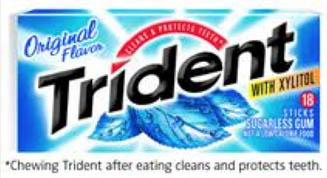 Original
Flavor
CLEANS & PROTECTS TEETH*
Trident
WITH XYLITOL
18
STICKS
SUGARLESS GUM
NOT A LOW CALORIE FOOD
*Chewing Trident after eating cleans and protects teeth.